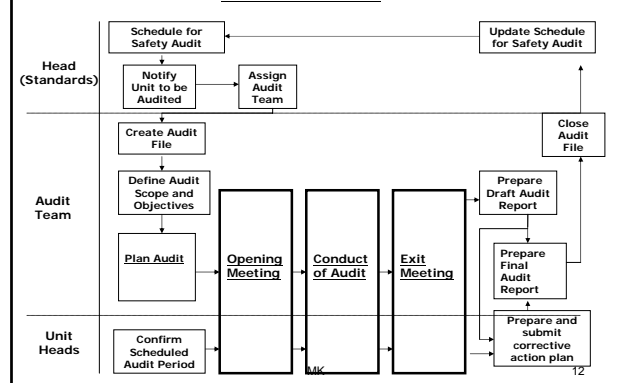 Head
(Standards)
Schedule for
Safety Audit
Update Schedule
for Safety Audit
Notify
Unit to be
Audited
Assign
Audit
Team
Audit
Team
Create Audit
File
Close
Audit
File
Define Audit
Scope and
Objectives
Prepare
Draft Audit
Report
Plan Audit
Opening
Meeting
Conduct
of Audit
Exit
Meeting
Prepare
Final
Audit
Report
Unit
Heads
Confirm
Scheduled
Audit Period
Prepare and
submit
corrective
action plan
MK
12